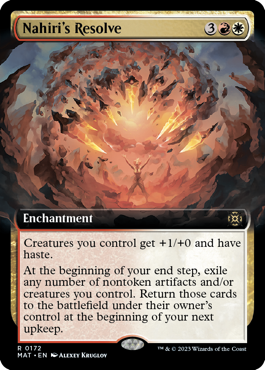 Nahiri's Resolve 3
Enchantment
Creatures you control get +1/+0 and have
haste.
At the beginning of your end step, exile
any number of nontoken artifacts and/or
creatures you control. Return those cards
to the battlefield under their owner's
control at the beginning of your next
upkeep.
R 0172
MAT • EN Alexey Kruglov
™ & © 2023 Wizards of the Coast